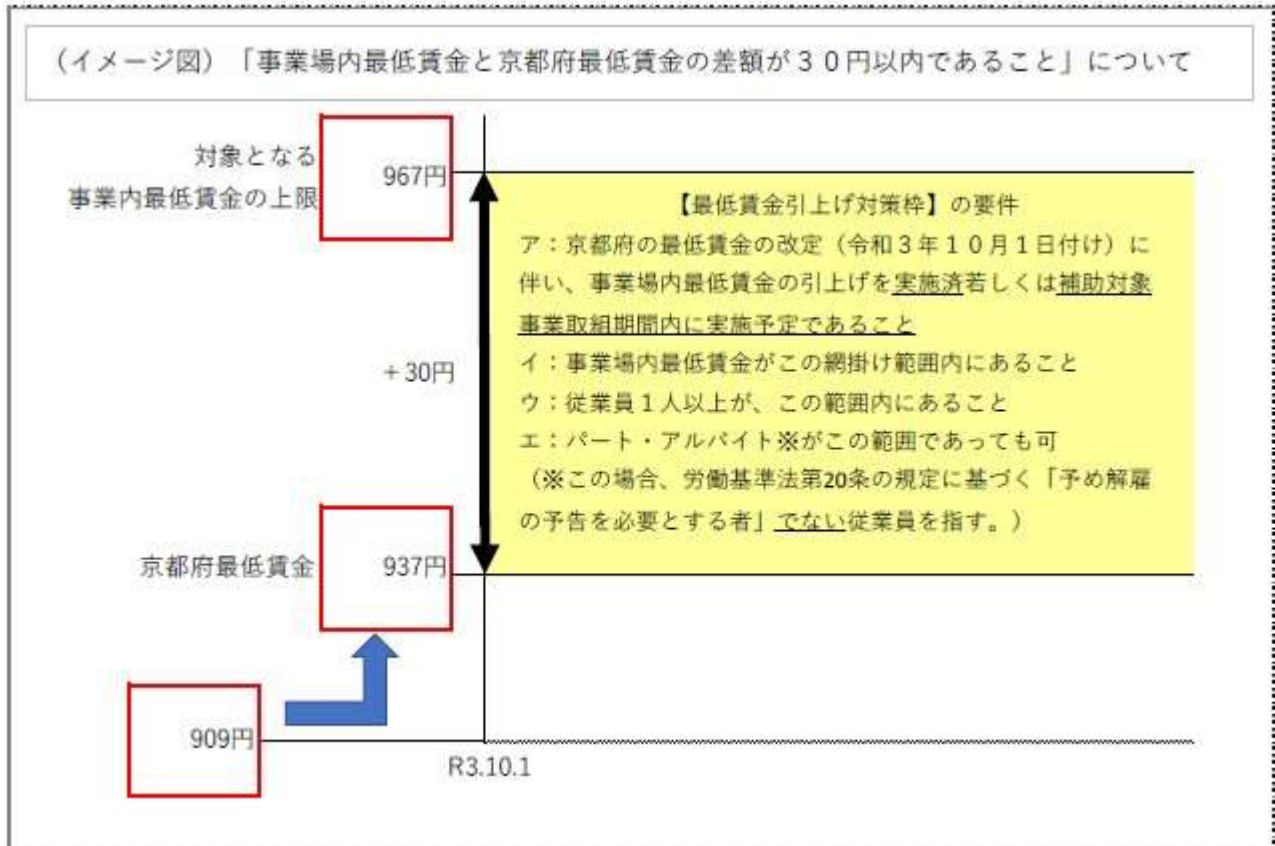 （イメージ図）「事業場内最低賃金と京都府最低賃金の差額が３０円以内であること」について
対象となる
事業内最低賃金の上限
967円
【最低賃金引上げ対策枠】の要件
ア：京都府の最低賃金の改定（令和３年１０月１日付け）に
伴い、事業場内最低賃金の引上げを実施済若しくは補助対象
事業取組期間内に実施予定であること
イ：事業場内最低賃金がこの網掛け範囲内にあること
ウ：従業員１人以上が、この範囲内にあること
エ：パート・アルバイト※がこの範囲であっても可
（※この場合、労働基準法第20条の規定に基づく「予め解雇
の予告を必要とする者」でない従業員を指す。）
＋30円
京都府最低賃金
937円
909円
R3.10.1